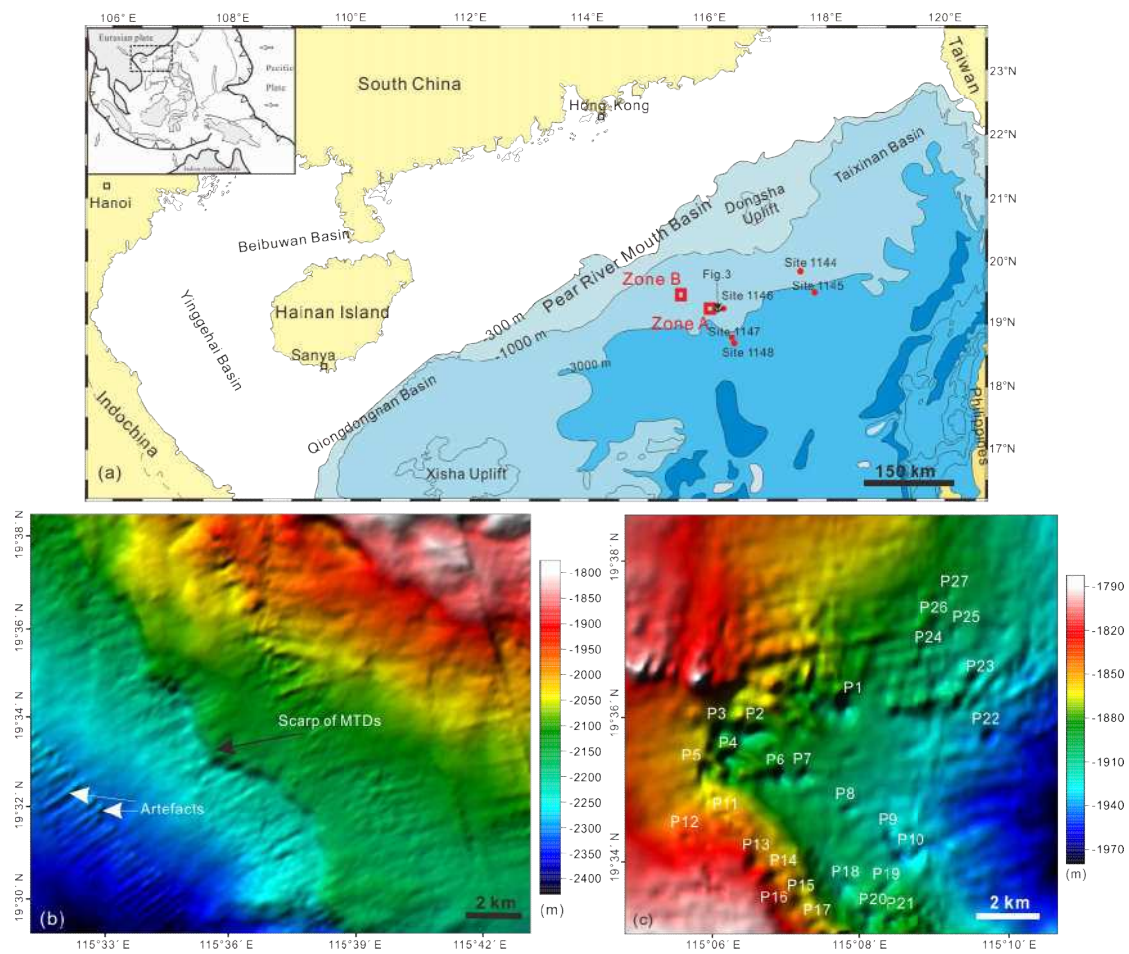 106°E
108°E
110°E
112°E
114°E
116°E
118°E
120°E
Eurasian plate
Pacific
Plate
South China
Hong Kong
Taiwan
23°N
22°N
21°N
20°N
19°N
18°N
17°N
Hanoi
Beibuwan Basin
Hainan Island
Sanya
Yinggehai Basin
Indochina
Qiongdongnan Basin
Xisha Uplift
Pear River Mouth Basin
Dongsha
Uplift
Taixinan Basin
-300 m
-1000 m
-3000 m
Zone B
Zone A
Fig.3
Site 1144
Site 1145
Site 1146
Site 1147
Site 1148
Philippines
150 km
(a)
19°38′ N
19°36′ N
19°34′ N
19°32′ N
19°30′ N
Scarp of MTDs
Artefacts
2 km
(b)
115°33′E
115°36′E
115°39′E
115°42′E
-1800
-1850
-1900
-1950
-2000
-2050
-2100
-2150
-2200
-2250
-2300
-2350
-2400
(m)
19°38′ N
19°36′ N
19°34′ N
P27
P26
P25
P24
P23
P1
P3
P2
P22
P4
P5
P6
P7
P8
P11
P12
P9
P10
P13
P14
P18
P19
P15
P16
P20
P21
P17
2 km
(c)
115°06′E
115°08′ E
115°10′ E
-1790
-1820
-1850
-1880
-1910
-1940
-1970
(m)